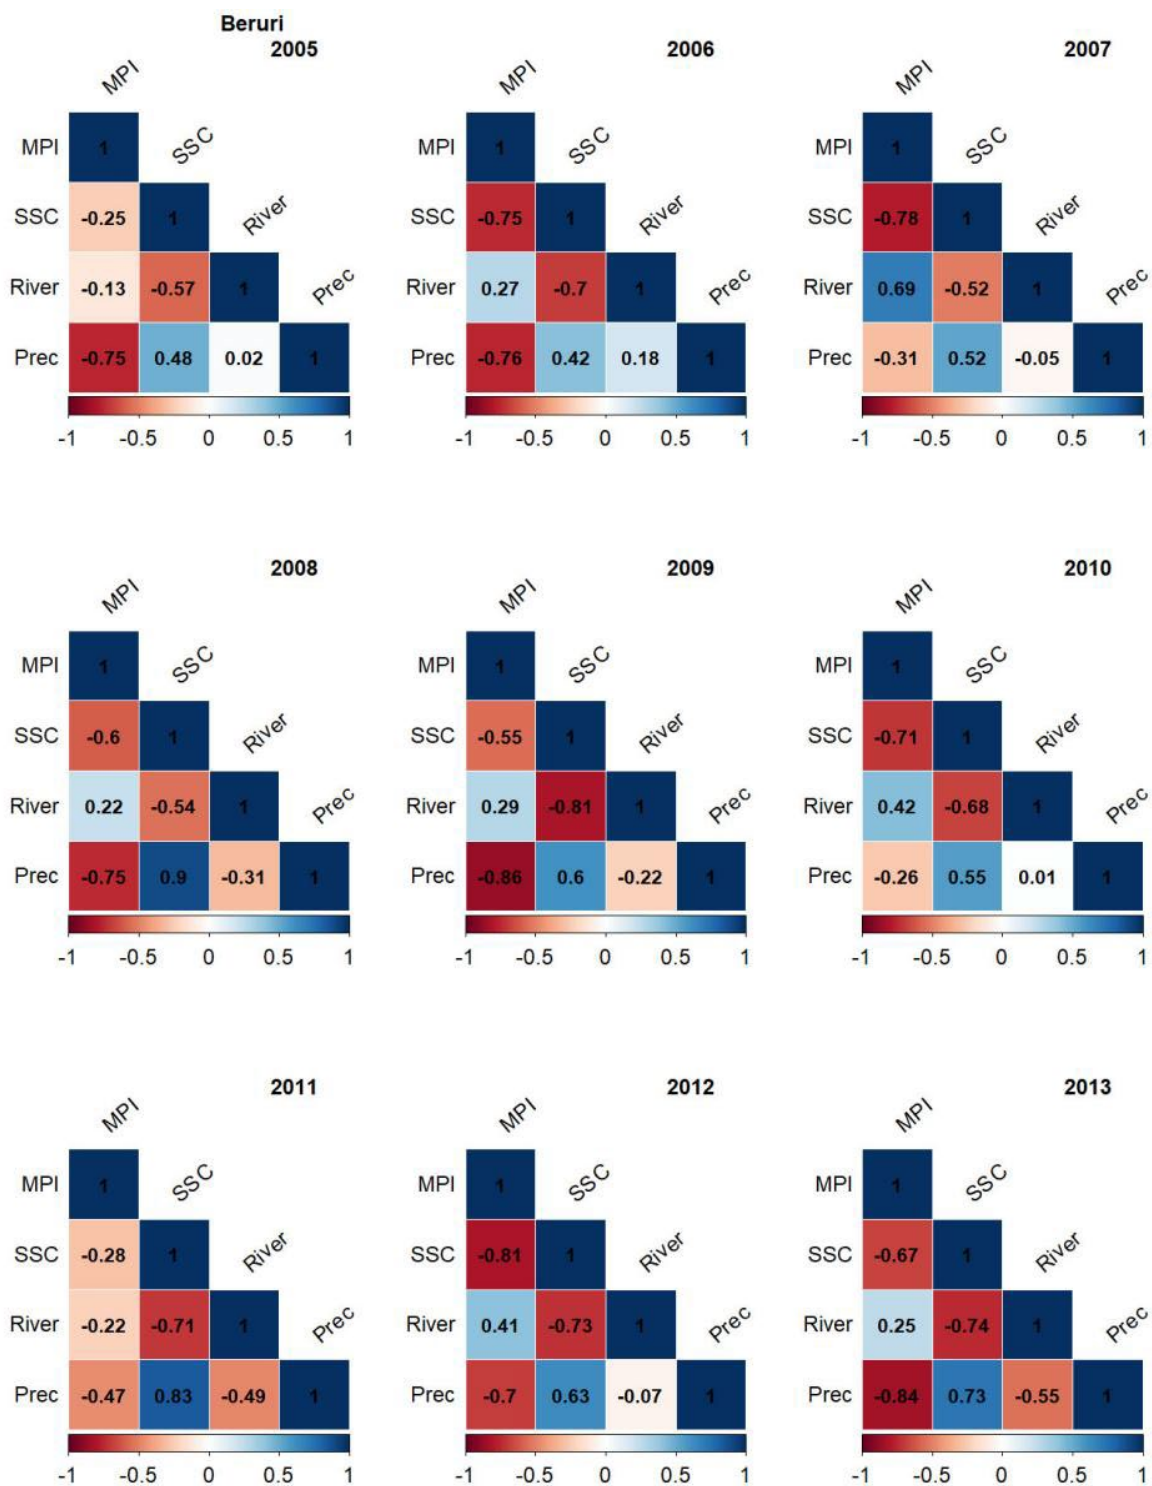 Beruri
2005 2006 2007
MPI MPI MPI
MPI 1 SSC MPI 1 SSC MPI 1 SSC
SSC -0.25 1 River SSC -0.75 1 River SSC -0.78 1 River
River -0.13 -0.57 1 Prec River 0.27 -0.7 1 Prec River 0.69 -0.52 1 Prec
Prec -0.75 0.48 0.02 1 Prec -0.76 0.42 0.18 1 Prec -0.31 0.52 -0.05 1
-1 -0.5 0 0.5 1 -1 -0.5 0 0.5 1 -1 -0.5 0 0.5 1
2008 2009 2010
MPI MPI MPI
MPI 1 SSC MPI 1 SSC MPI 1 SSC
SSC -0.6 1 River SSC -0.55 1 River SSC -0.71 1 River
River 0.22 -0.54 1 Prec River 0.29 -0.81 1 Prec River 0.42 -0.68 1 Prec
Prec -0.75 0.9 -0.31 1 Prec -0.86 0.6 -0.22 1 Prec -0.26 0.55 0.01 1
-1 -0.5 0 0.5 1 -1 -0.5 0 0.5 1 -1 -0.5 0 0.5 1
2011 2012 2013
MPI MPI MPI
MPI 1 SSC MPI 1 SSC MPI 1 SSC
SSC -0.28 1 River SSC -0.81 1 River SSC -0.67 1 River
River -0.22 -0.71 1 Prec River 0.41 -0.73 1 Prec River 0.25 -0.74 1 Prec
Prec -0.47 0.83 -0.49 1 Prec -0.7 0.63 -0.07 1 Prec -0.84 0.73 -0.55 1
-1 -0.5 0 0.5 1 -1 -0.5 0 0.5 1 -1 -0.5 0 0.5 1